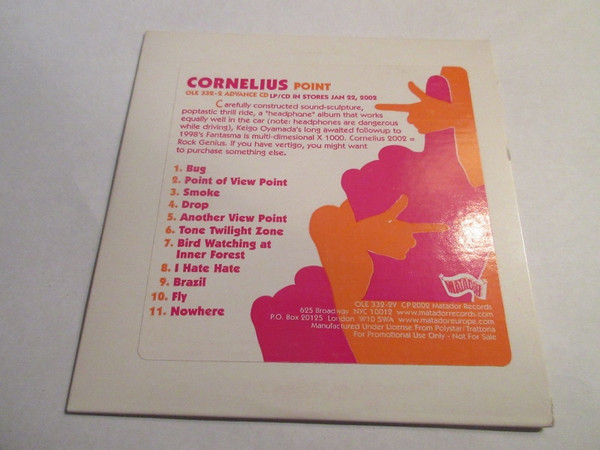 CORNELIUS POINT
OLE 332-2 ADVANCE CD LP/CD IN STORES JAN 22, 2002
Carefully constructed sound-sculpture,
poptastic thrill ride, a "headphone" album that works
equally well in the car (note: headphones are dangerous
while driving), Keigo Oyamada's long awaited followup to
1998's Fantasma is multi-dimesional X 1000. Cornelius 2002 =
Rock Genius. If you have vertigo, you might want
to purchase something else.
1. Bug
2. Point of View Point
3. Smoke
4. Drop
5. Another View Point
6. Tone Twilight Zone
7. Bird Watching at
Inner Forest
8. I Hate Hate
9. Brazil
10. Fly
11. Nowhere
MATADOR
OLE 332-2V CP2002 Matador Records
625 Broadway NYC 10012 www.matadorrecords.com
P.O. Box 20125 London W10 5WA www.matadoreurope.com
Manufactured Under License From Polystar/Trattoria
For Promotional Use Only - Not For Sale